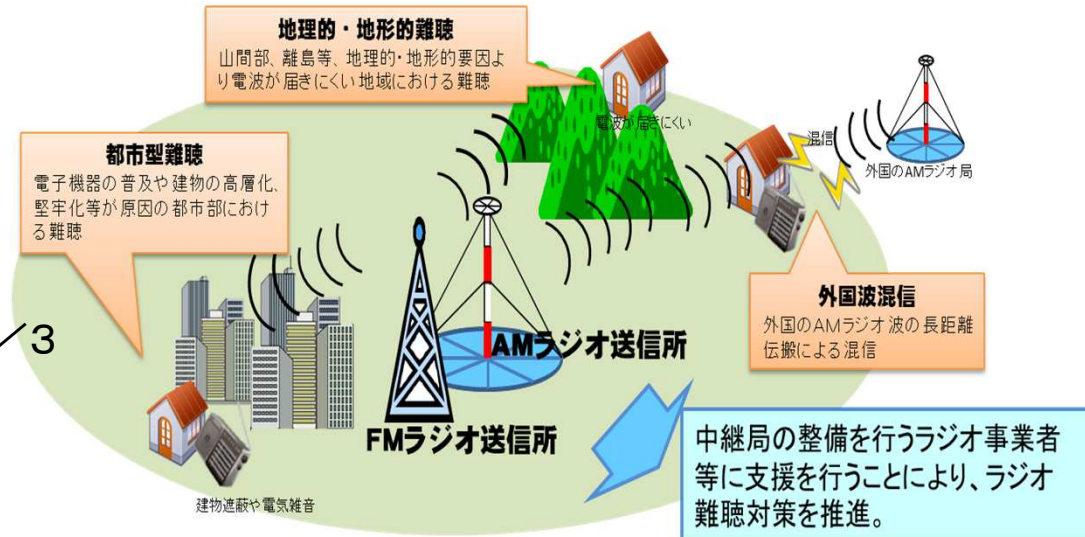 地理的・地形的難聴
山間部、離島等、地理的・地形的要因よ
り電波が届きにくい地域における難聴
電波が届きにくい
混信
外国のAMラジオ局
都市型難聴
電子機器の普及や建物の高層化、
堅牢化等が原因の都市部におけ
る難聴
外国波混信
外国のAMラジオ波の長距離
伝搬による混信
／3
AMラジオ送信所
FMラジオ送信所
建物遮蔽や電気雑音
中継局の整備を行うラジオ事業者
等に支援を行うことにより、ラジオ
難聴対策を推進。